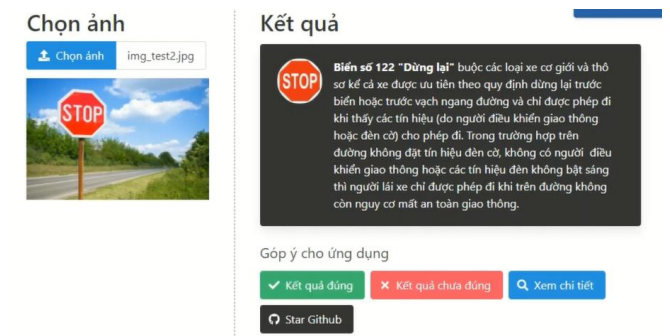 Chọn ảnh
Chọn ảnh
img_test2.jpg
STOP
Kết quả
STOP
Biển số 122 "Dừng lại" buộc các loại xe cơ giới và thô
sơ kể cả xe được ưu tiên theo quy định dừng lại trước
biển hoặc trước vạch ngang đường và chỉ được phép đi
khi thấy các tín hiệu (do người điều khiển giao thông
hoặc đèn cờ) cho phép đi. Trong trường hợp trên
đường không đặt tín hiệu đèn cờ, không có người điều
khiển giao thông hoặc các tín hiệu đèn không bật sáng
thì người lái xe chỉ được phép đi khi trên đường không
còn nguy cơ mất an toàn giao thông.
Góp ý cho ứng dụng
Kết quả đúng
Kết quả chưa đúng
Xem chi tiết
Star Github